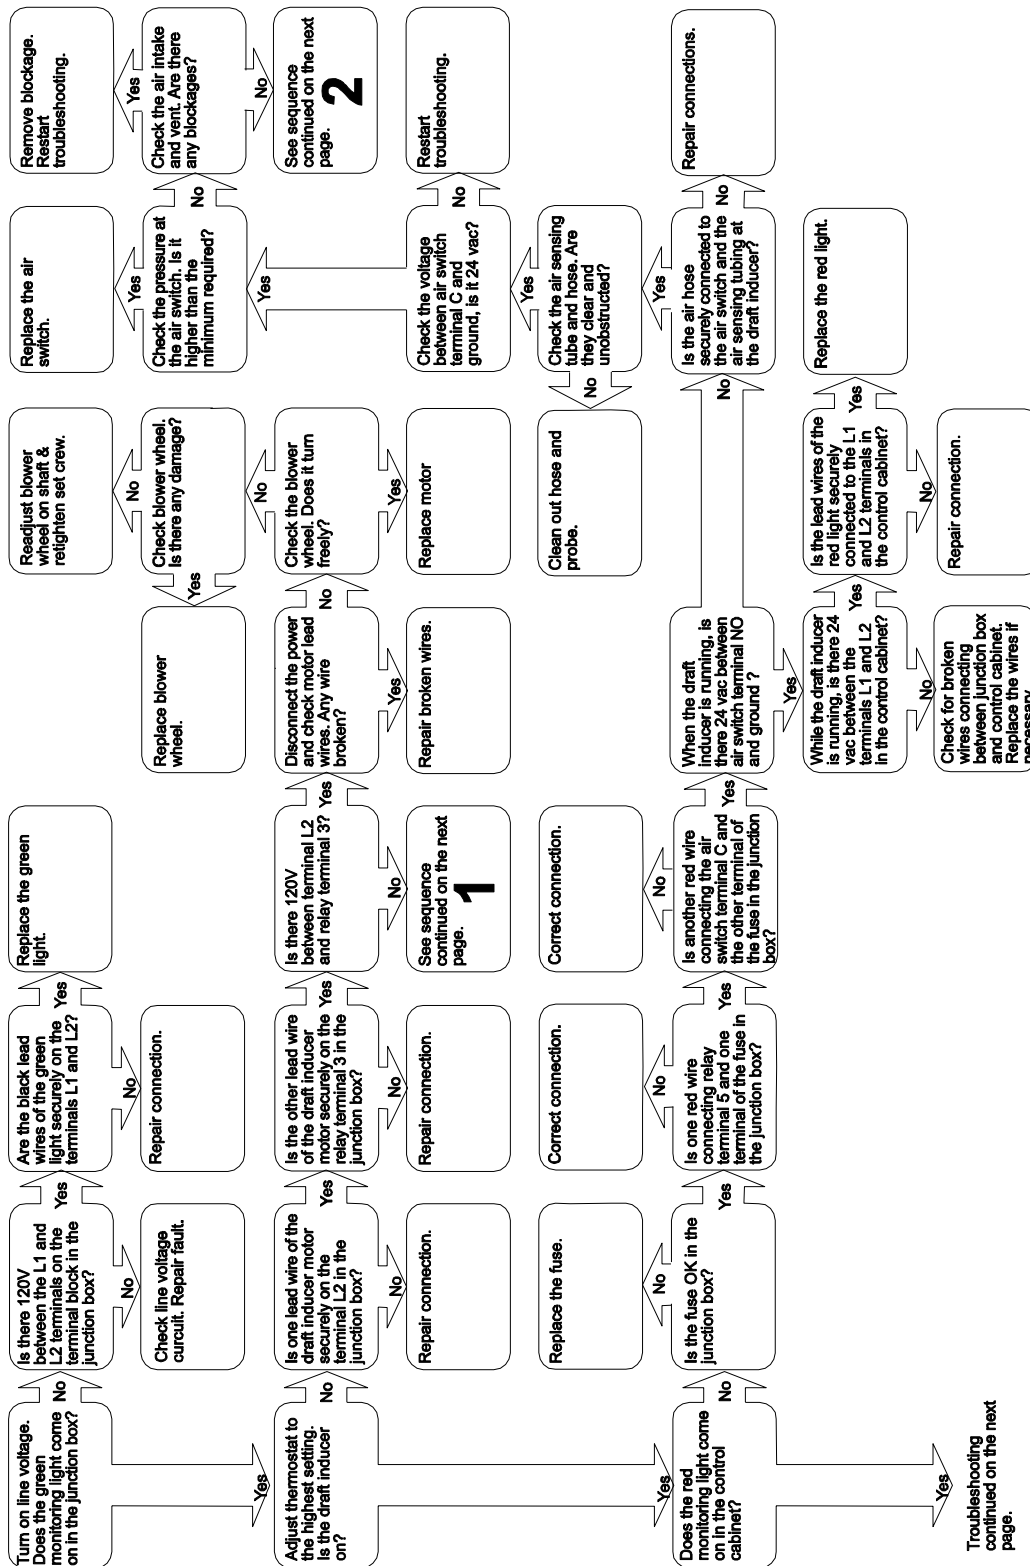 Turn on line voltage.
Does the green
monitoring light come
on in the junction box?
No
Is there 120V
between the L1 and
L2 terminals on the
terminal block in the
junction box?
Yes
Are the black lead
wires of the green
light securely on the
terminals L1 and L2?
Yes
Replace the green
light.
No
Check line voltage
curcuit. Repair fault.
No
Repair connection.
Yes
Adjust thermostat to
the highest setting.
Is the draft inducer
on?
No
Is one lead wire of the
draft inducer motor
securely on the
terminal L2 in the
junction box?
Yes
Is the other lead wire
of the draft inducer
motor securely on the
relay terminal 3 in the
junction box?
Yes
Is there 120V
between terminal L2
and relay terminal 3?
Yes
Disconnect the power
and check motor lead
wires. Any wire
broken?
No
Check the blower
wheel. Does it turn
freely?
No
Check blower wheel.
Is there any damage?
No
Readjust blower
wheel on shaft &
retighten set crew.
Yes
Replace blower
wheel.
No
Repair connection.
No
Repair connection.
No
See sequence
continued on the next
page.
1
Yes
Repair broken wires.
Yes
Replace motor
Yes
Does the red
monitoring light come
on in the control
cabinet?
No
Is the fuse OK in the
junction box?
No
Replace the fuse.
Yes
Is one red wire
connecting relay
terminal 5 and one
terminal of the fuse in
the junction box?
No
Correct connection.
Yes
Is another red wire
connecting the air
switch terminal C and
the other terminal of
the fuse in the junction
box?
No
Correct connection.
Yes
When the draft
inducer is running, is
there 24 vac between
air switch terminal NO
and ground ?
No
Is the air hose
securely connected to
the air switch and the
air sensing tubing at
the draft inducer?
No
Repair connections.
Yes
Check the air sensing
tube and hose. Are
they clear and
unobstructed?
No
Clean out hose and
probe.
Yes
Check the voltage
between air switch
terminal C and
ground, is it 24 vac?
No
Restart
troubleshooting.
Yes
Check the pressure at
the air switch. Is it
higher than the
minimum required?
Yes
Replace the air
switch.
No
Check the air intake
and vent. Are there
any blockages?
Yes
Remove blockage.
Restart
troubleshooting.
No
See sequence
continued on the next
page.
2
Yes
While the draft inducer
is running, is there 24
vac between the
terminals L1 and L2
in the control cabinet?
Yes
Is the lead wires of the
red light securely
connected to the L1
and L2 terminals in
the control cabinet?
Yes
Replace the red light.
No
Check for broken
wires connecting
between junction box
and control cabinet.
Replace the wires if
necessary
No
Repair connection.
Yes
Troubleshooting
continued on the next
page.